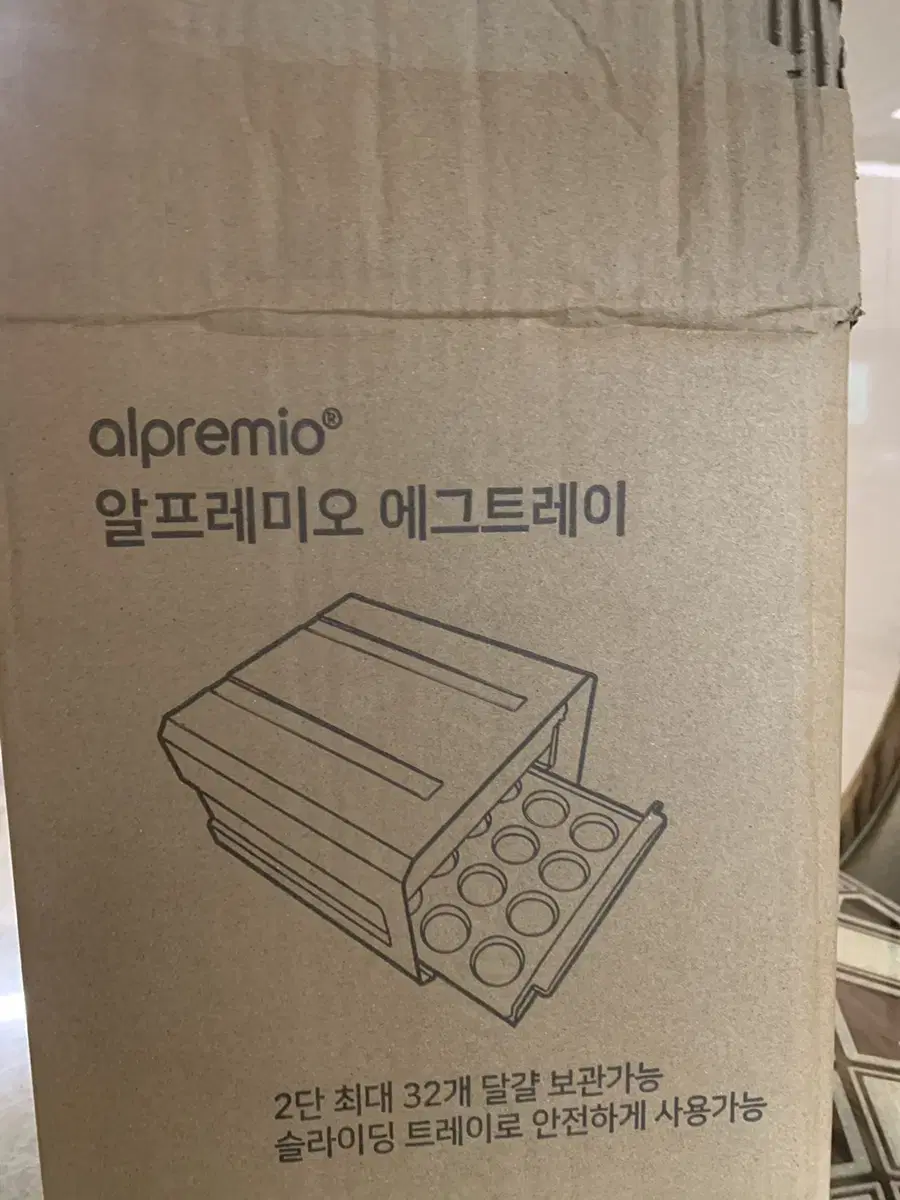 alpremio®
알프레미오 에그트레이
2단 최대 32개 달걀 보관가능
슬라이딩 트레이로 안전하게 사용가능